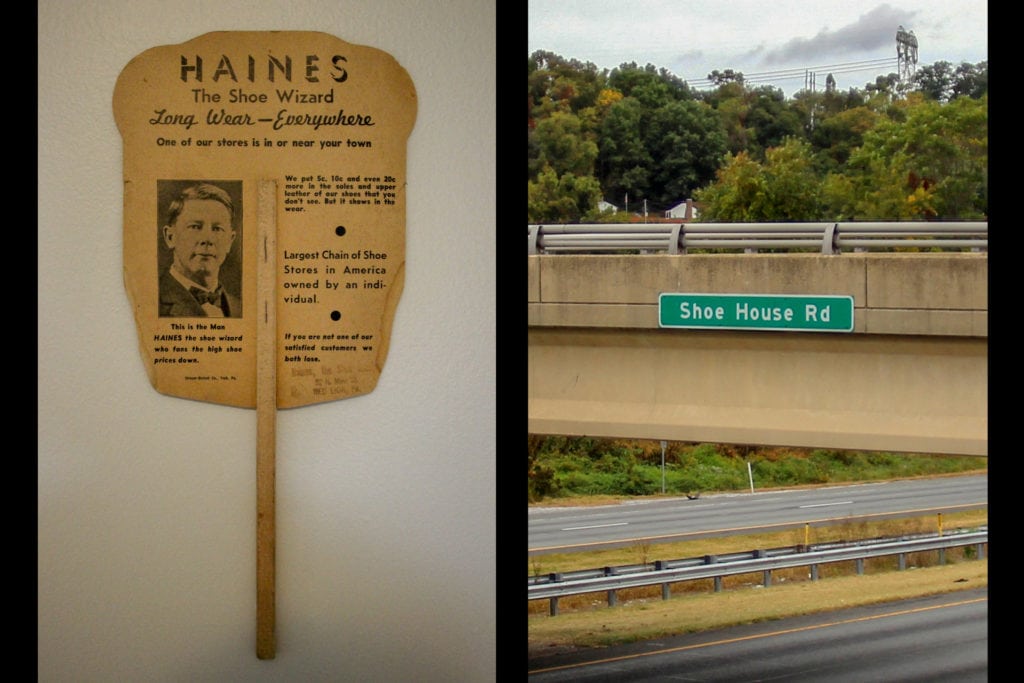 HAINES
The Shoe Wizard
Long Wear—Everywhere
One of our stores is in or near your town
We put 5c, 10c and even 20c
more in the soles and upper
leather of our shoes that you
don't see. But it shows in the
wear.
Largest Chain of Shoe
Stores in America
owned by an indi-
vidual.
This is the Man
HAINES the shoe wizard
who fans the high shoe
prices down.
If you are not one of our
satisfied customers we
both lose.
Haines, The Shoe
Shoe House Rd